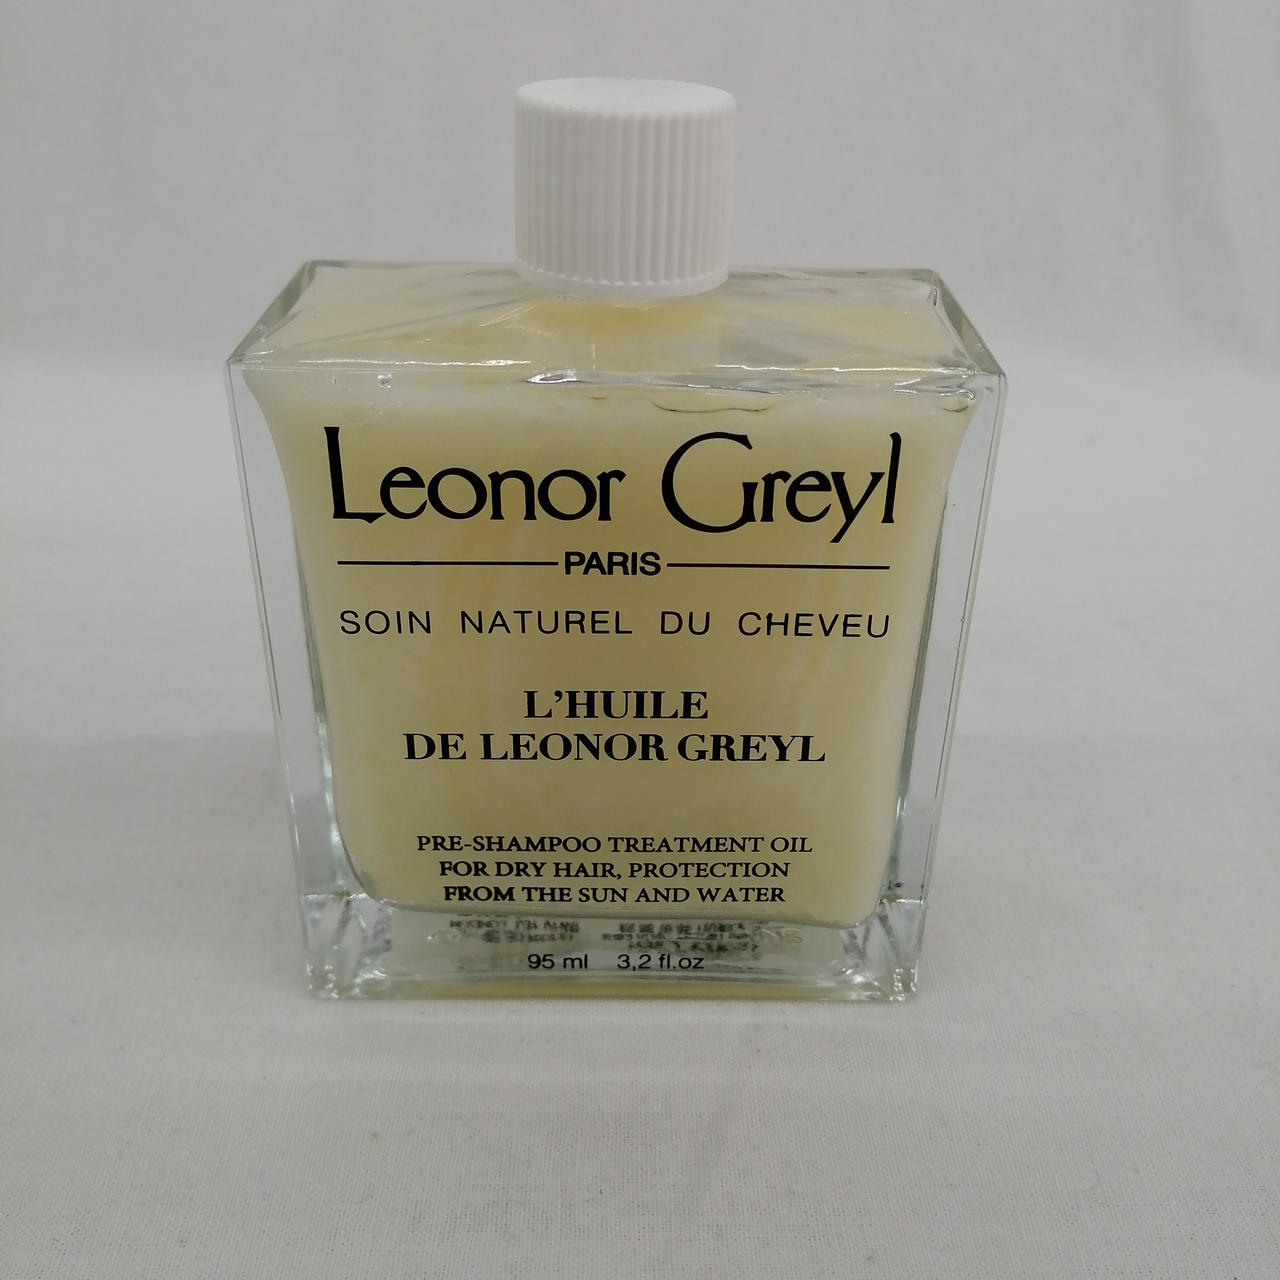 Leonor Greyl
PARIS
SOIN NATUREL DU CHEVEU
L'HUILE
DE LEONOR GREYL
PRE-SHAMPOO TREATMENT OIL
FOR DRY HAIR, PROTECTION
FROM THE SUN AND WATER
95 ml 3,2 fl.oz